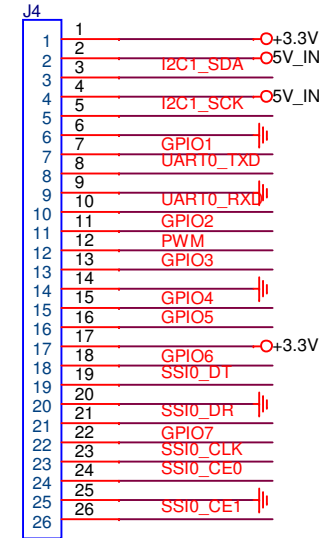 J4
1 1 +3.3V
2 2 5V_IN
3 3 I2C1_SDA
4 4 5V_IN
5 5 I2C1_SCK
6 6
7 7 GPIO1
8 8 UART0_TXD
9 9
10 10 UART0_RXD
11 11 GPIO2
12 12 PWM
13 13 GPIO3
14 14
15 15 GPIO4
16 16 GPIO5
17 17 +3.3V
18 18 GPIO6
19 19 SSI0_DT
20 20
21 21 SSI0_DR
22 22 GPIO7
23 23 SSI0_CLK
24 24 SSI0_CE0
25 25
26 26 SSI0_CE1